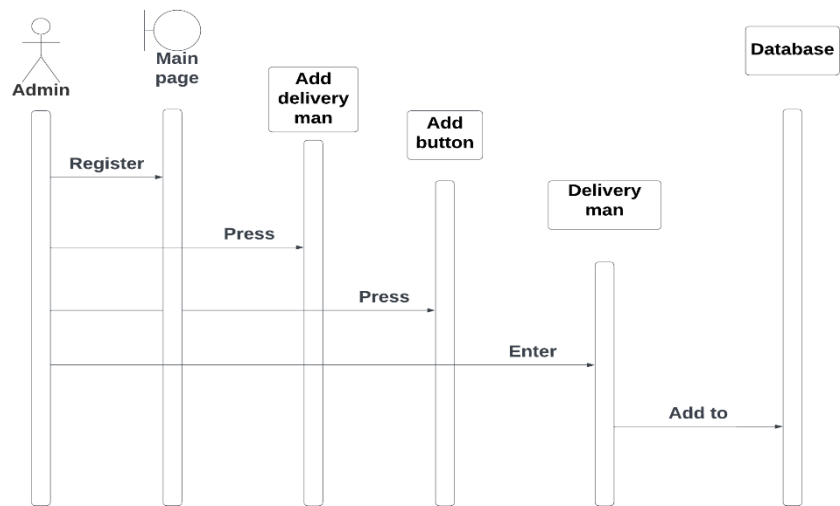 Admin
Main
page
Add
delivery
man
Add
button
Delivery
man
Database
Register
Press
Press
Enter
Add to